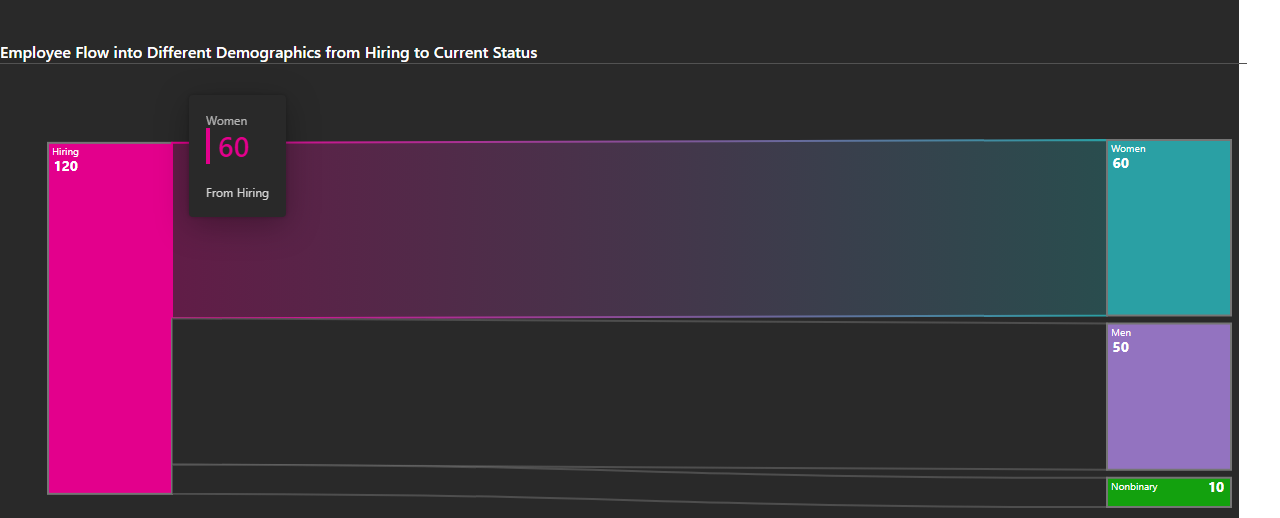 Employee Flow into Different Demographics from Hiring to Current Status
Women
60
From Hiring
Hiring
120
Women
60
Men
50
Nonbinary 10